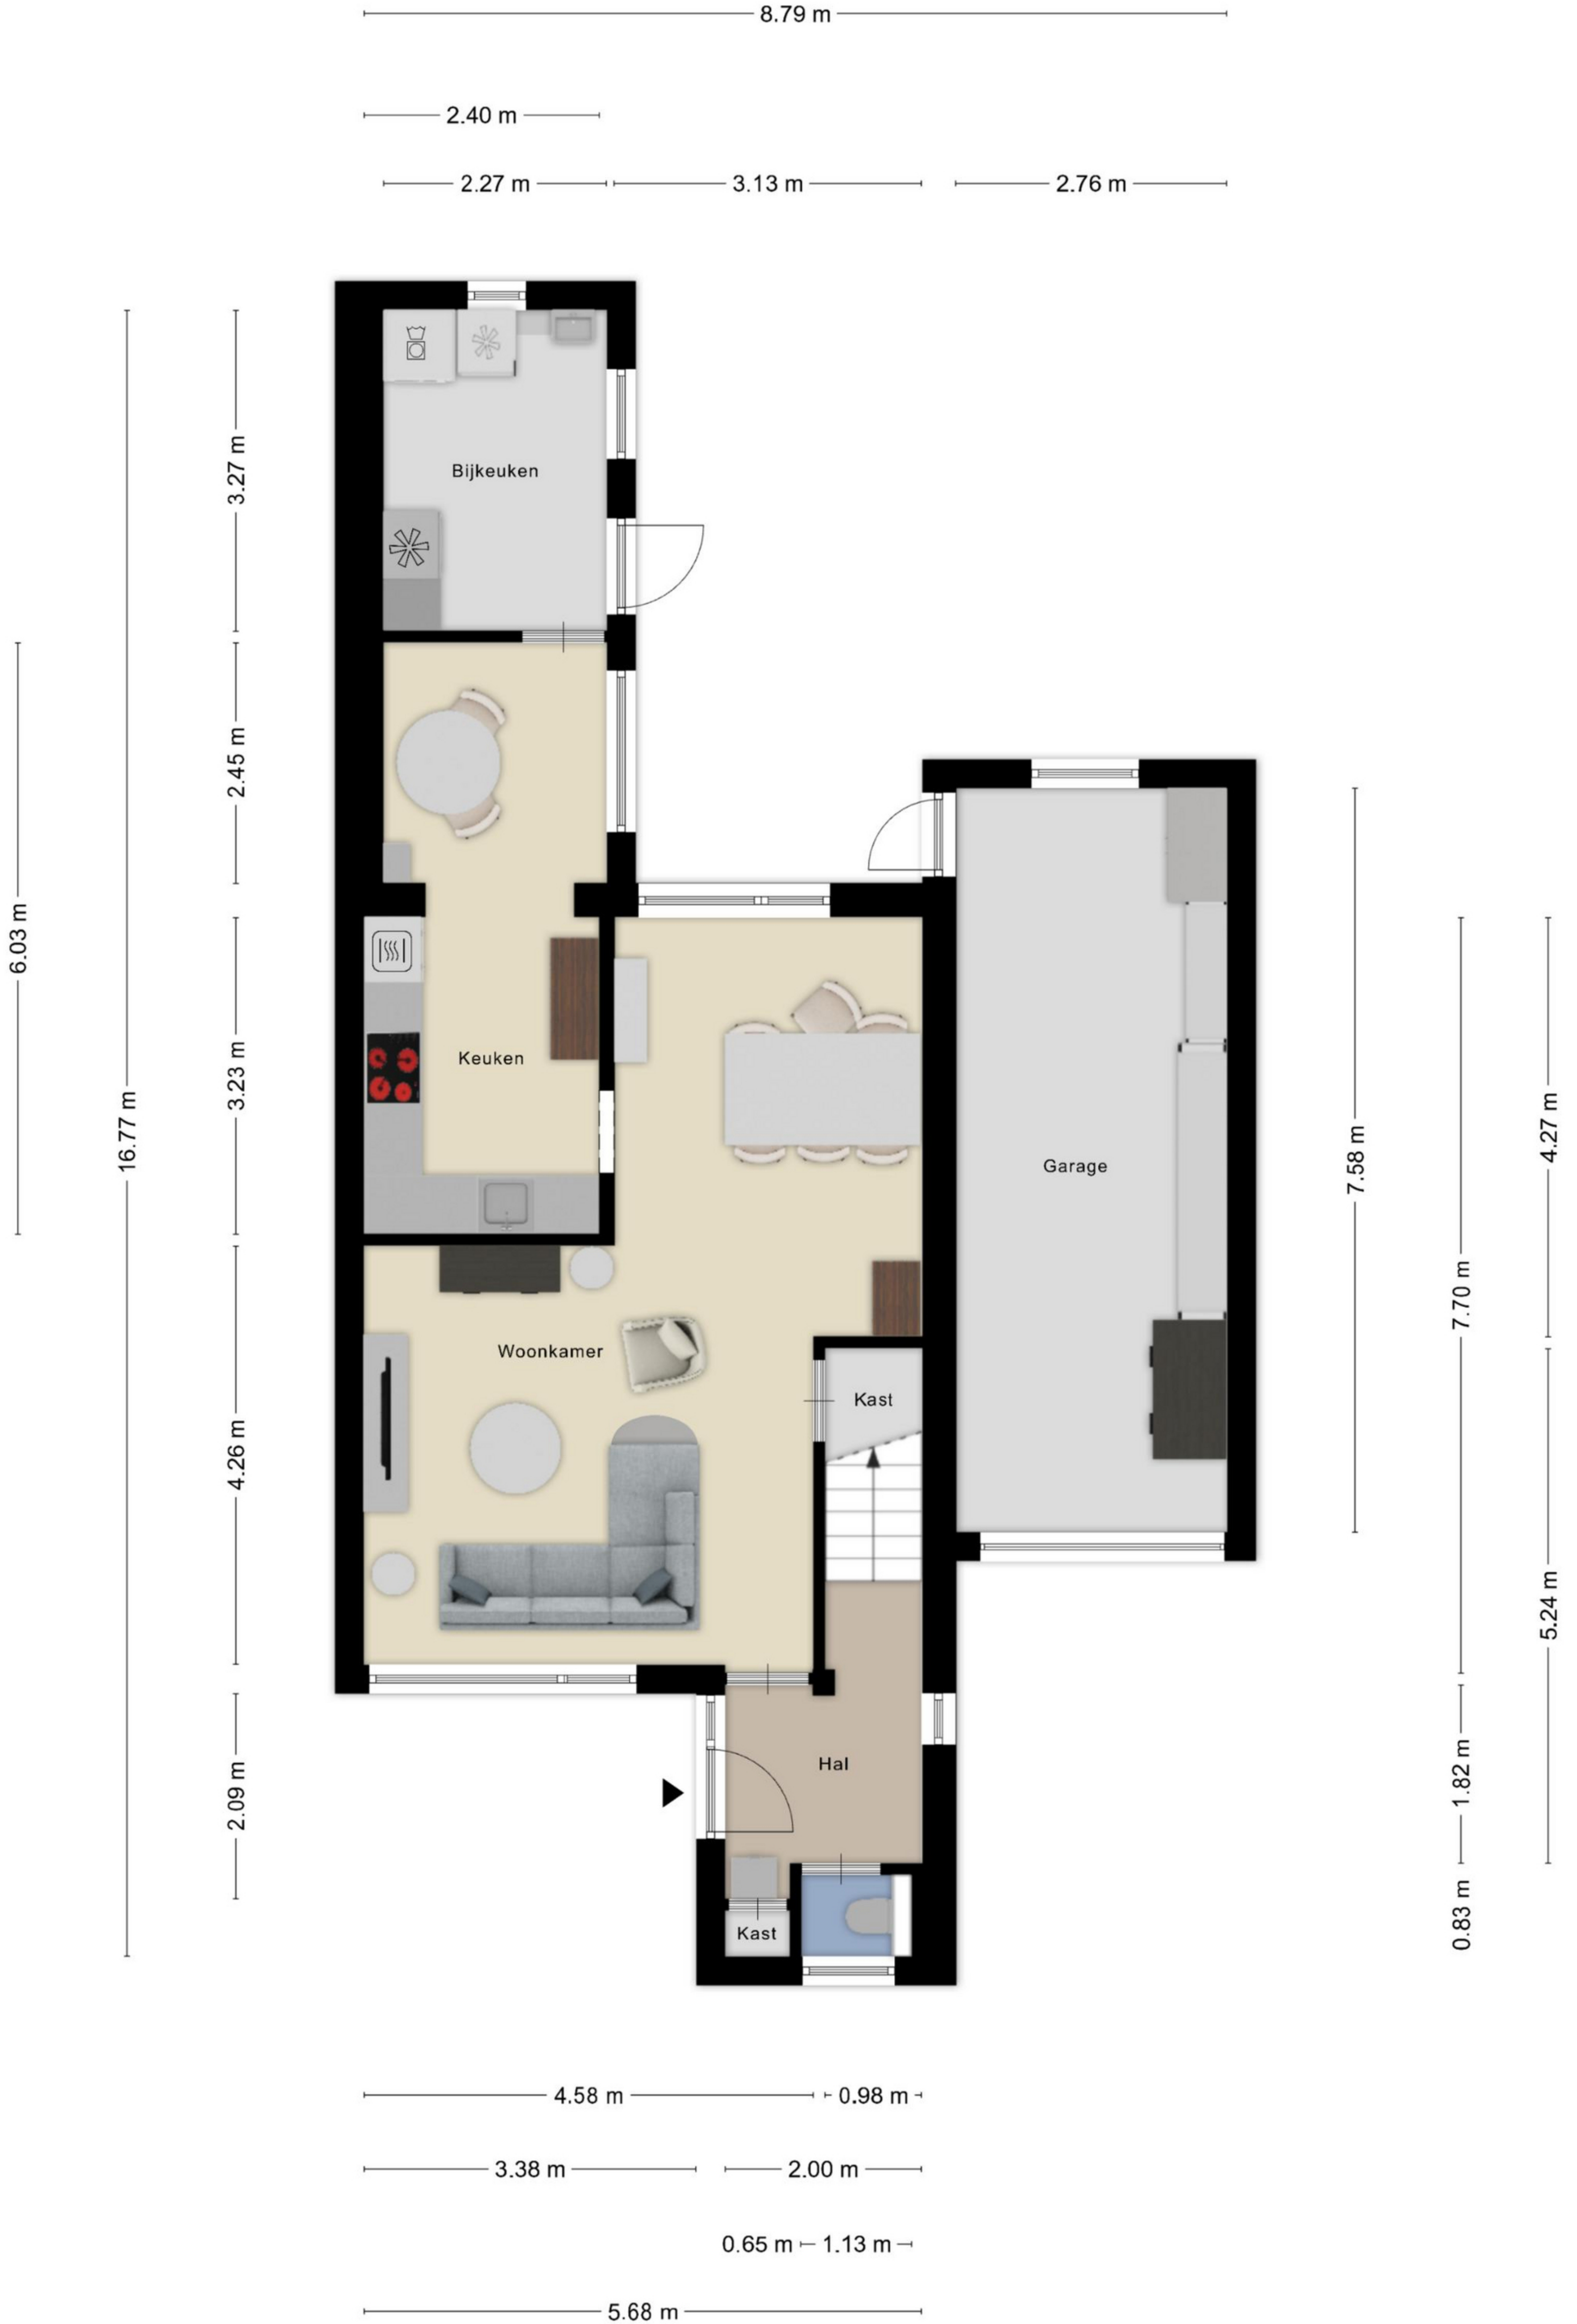 8.79 m
2.40 m
2.27 m
3.13 m
2.76 m
Bijkeuken
3.27 m
2.45 m
6.03 m
3.23 m
16.77 m
Keuken
Garage
7.58 m
4.27 m
7.70 m
Woonkamer
Kast
4.26 m
5.24 m
Hal
2.09 m
1.82 m
0.83 m
Kast
4.58 m
0.98 m
3.38 m
2.00 m
0.65 m
1.13 m
5.68 m